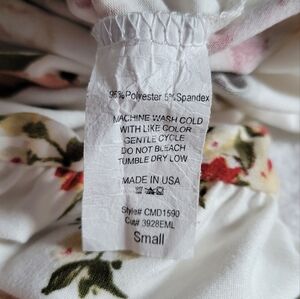 95% Polyester 5% Spandex
MACHINE WASH COLD
WITH LIKE COLOR
GENTLE CYCLE
DO NOT BLEACH
TUMBLE DRY LOW
MADE IN USA
Style# CMD1590
Cut# 3928EML
Small